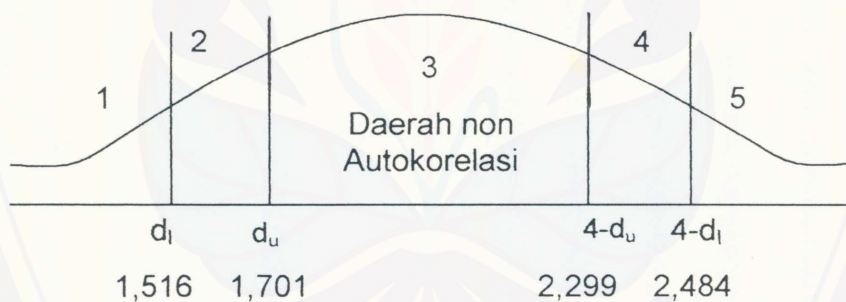 2 4
1 3 5
Daerah non
Autokorelasi
dl du 4-du 4-dl
1,516 1,701 2,299 2,484